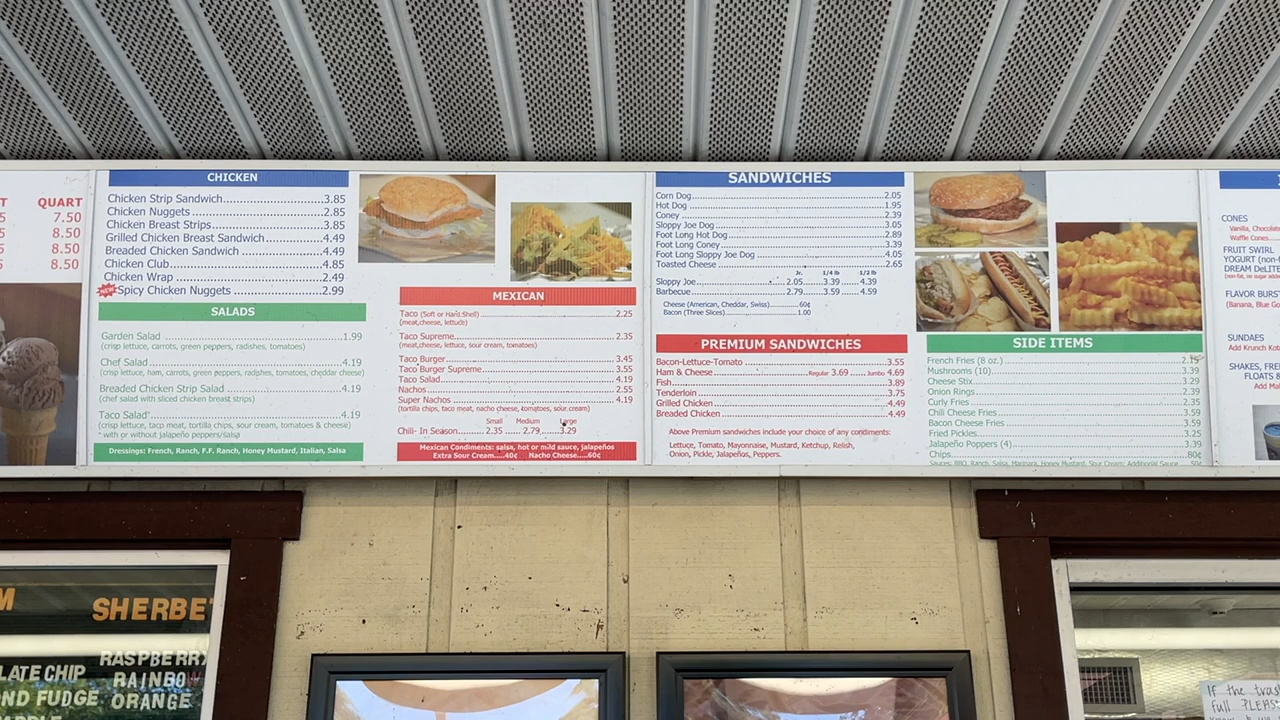 QUART
7.50
8.50
8.50
8.50
CHICKEN
Chicken Strip Sandwich 3.85
Chicken Nuggets 2.85
Chicken Breast Strips 3.85
Grilled Chicken Breast Sandwich 4.49
Breaded Chicken Sandwich 4.49
Chicken Club 4.85
Chicken Wrap 2.49
Spicy Chicken Nuggets 2.99
SALADS
Garden Salad 1.99
(crisp lettuce, carrots, green peppers, radishes, tomatoes)
Chef Salad 4.19
(crisp lettuce, ham, carrots, green peppers, radishes, tomatoes, cheddar cheese)
Breaded Chicken Strip Salad 4.19
(chef salad with sliced chicken breast strips)
Taco Salad* 4.19
(crisp lettuce, taco meat, tortilla chips, sour cream, tomatoes & cheese)
* with or without jalapeño peppers/salsa
Dressings: French, Ranch, F.F. Ranch, Honey Mustard, Italian, Salsa
MEXICAN
Taco (Soft or Hard Shell) 2.25
(meat,cheese, lettuce)
Taco Supreme 2.35
(meat,cheese, lettuce, sour cream, tomatoes)
Taco Burger 3.45
Taco Burger Supreme 3.55
Taco Salad 4.19
Nachos 2.55
Super Nachos 4.19
(tortilla chips, taco meat, nacho cheese, tomatoes, sour cream)
Small Medium Large
Chili- In Season 2.35 2.79 3.29
Mexican Condiments: salsa, hot or mild sauce, jalapeños
Extra Sour Cream.....40¢ Nacho Cheese.....60¢
SANDWICHES
Corn Dog 2.05
Hot Dog 1.95
Coney 2.39
Sloppy Joe Dog 3.05
Foot Long Hot Dog 2.89
Foot Long Coney 3.39
Foot Long Sloppy Joe Dog 4.05
Toasted Cheese 2.65
Jr. 1/4 lb 1/2 lb
Sloppy Joe 2.05 3.39 4.39
Barbecue 2.79 3.59 4.59
Cheese (American, Cheddar, Swiss) 60¢
Bacon (Three Slices) 1.00
PREMIUM SANDWICHES
Bacon-Lettuce-Tomato 3.55
Ham & Cheese Regular 3.69 Jumbo 4.69
Fish 3.89
Tenderloin 3.75
Grilled Chicken 4.49
Breaded Chicken 4.49
Above Premium sandwiches include your choice of any condiments:
Lettuce, Tomato, Mayonnaise, Mustard, Ketchup, Relish,
Onion, Pickle, Jalapeños, Peppers.
SIDE ITEMS
French Fries (8 oz.) 2.15
Mushrooms (10) 3.39
Cheese Stix 3.29
Onion Rings 2.39
Curly Fries 2.35
Chili Cheese Fries 3.59
Bacon Cheese Fries 3.59
Fried Pickles 3.25
Jalapeño Poppers (4) 3.39
Chips 80¢
Sauces: BBQ, Ranch, Salsa, Marinara, Honey Mustard, Sour Cream: Additional Sauce 50¢
CONES
Vanilla, Chocolate
Waffle Cones
FRUIT SWIRL
YOGURT (non-f
DREAM DELITE
(non-fat, no sugar added
FLAVOR BURST
(Banana, Blue G
SUNDAES
Add Krunch Kot
SHAKES, FREE
FLOATS &
Add Ma
M SHERBET
LATE CHIP RASPBERRY
RAINBOW
ND FUDGE ORANGE
If the tras
full PLEAS